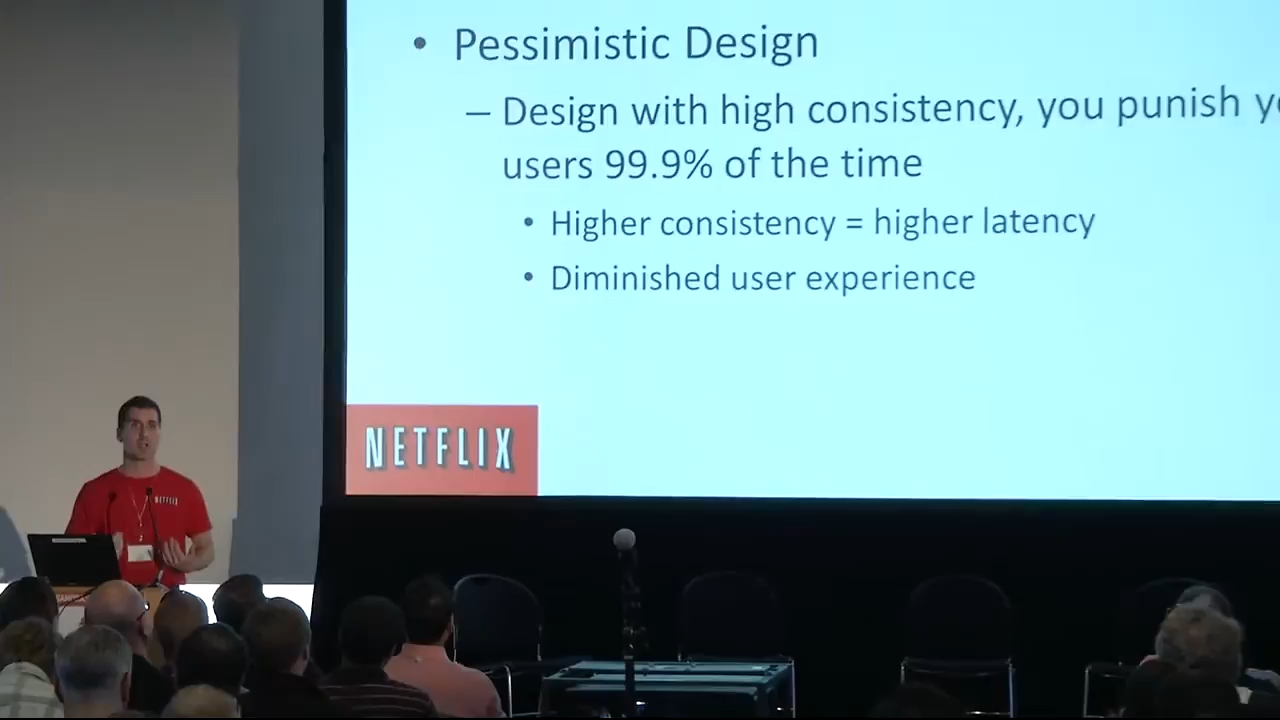 • Pessimistic Design
– Design with high consistency, you punish
users 99.9% of the time
• Higher consistency = higher latency
• Diminished user experience
NETFLIX
NETFLIX